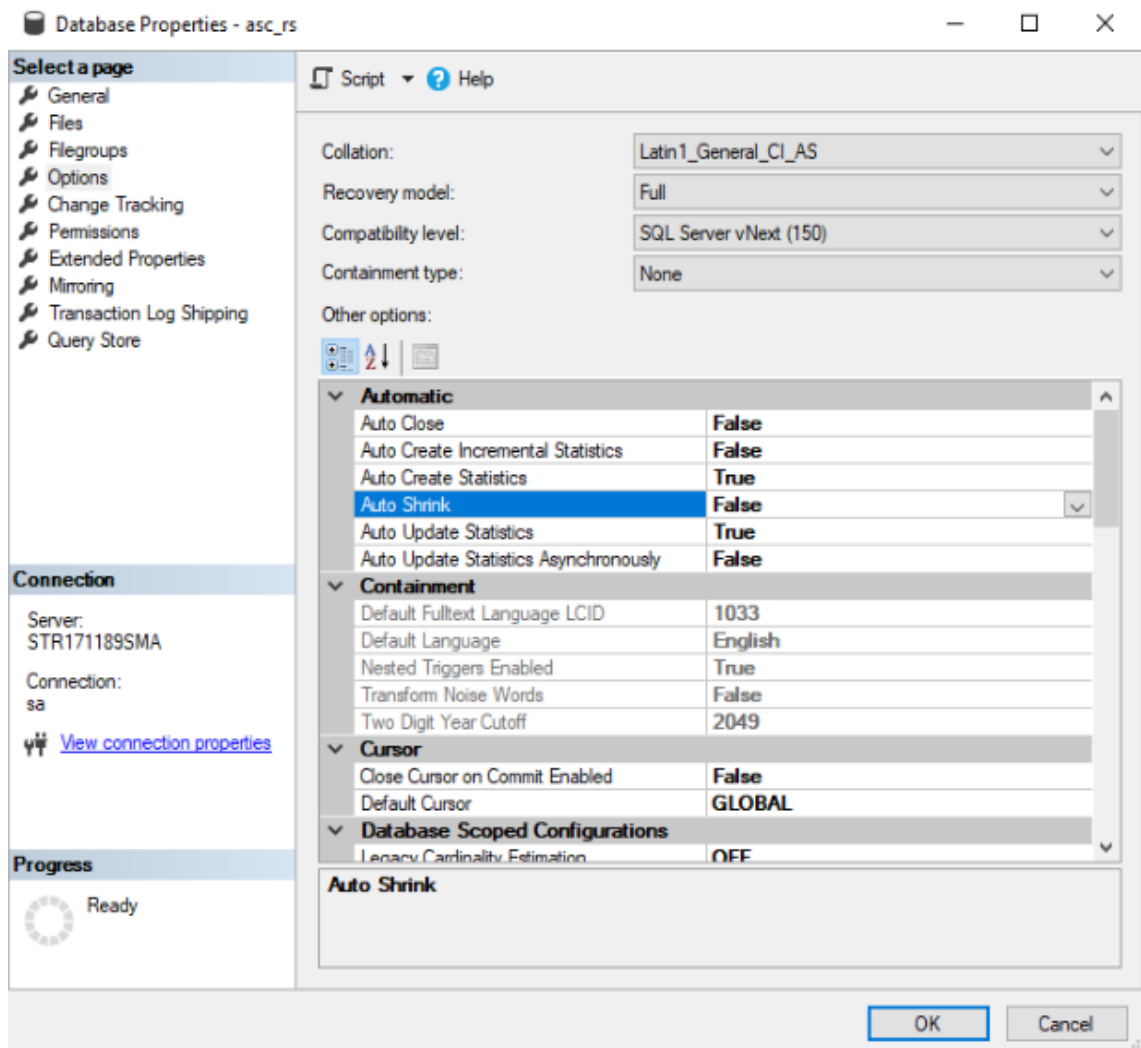 Database Properties - asc_rs
Select a page
General
Files
Filegroups
Options
Change Tracking
Permissions
Extended Properties
Mirroring
Transaction Log Shipping
Query Store
Connection
Server:
STR171189SMA
Connection:
sa
View connection properties
Progress
Ready
Script Help
Collation: Latin1_General_CI_AS
Recovery model: Full
Compatibility level: SQL Server vNext (150)
Containment type: None
Other options:
Automatic
Auto Close False
Auto Create Incremental Statistics False
Auto Create Statistics True
Auto Shrink False
Auto Update Statistics True
Auto Update Statistics Asynchronously False
Containment
Default Fulltext Language LCID 1033
Default Language English
Nested Triggers Enabled True
Transform Noise Words False
Two Digit Year Cutoff 2049
Cursor
Close Cursor on Commit Enabled False
Default Cursor GLOBAL
Database Scoped Configurations
Legacy Cardinality Estimation OFF
Auto Shrink
OK Cancel